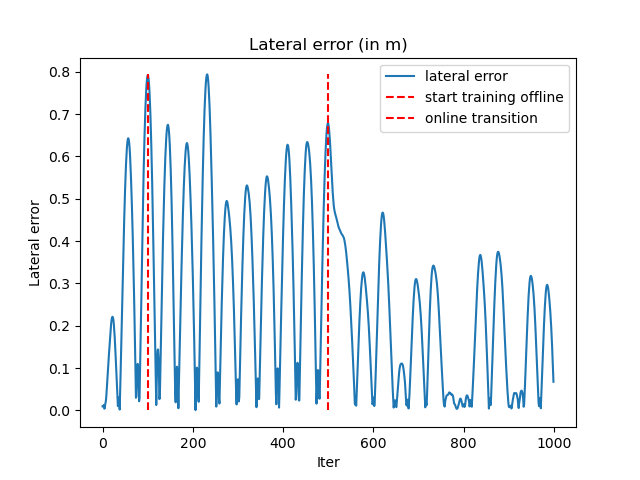 Lateral error (in m)
lateral error
start training offline
online transition
Lateral error
0.8
0.7
0.6
0.5
0.4
0.3
0.2
0.1
0.0
0 200 400 600 800 1000
Iter